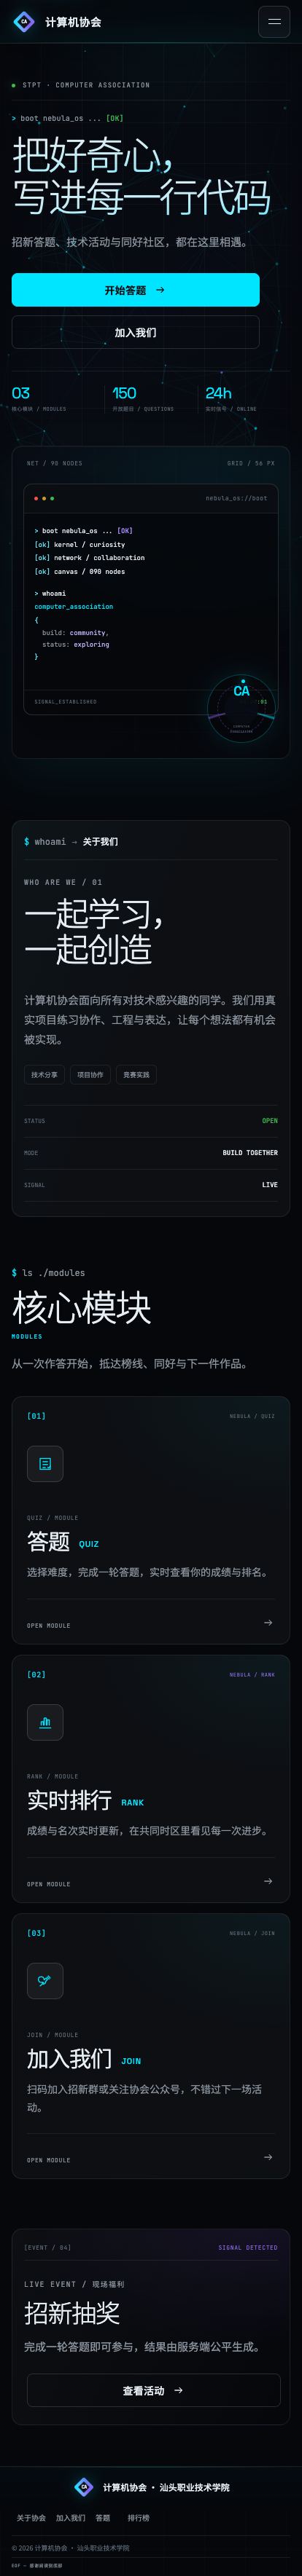 CA
计算机协会
STPT · COMPUTER ASSOCIATION
> boot nebula_os ... [OK]
把好奇心，
写进每一行代码
招新答题、技术活动与同好社区，都在这里相遇。
开始答题 →
加入我们
03
核心模块 / MODULES
150
开放题目 / QUESTIONS
24h
实时信号 / ONLINE
NET / 90 NODES
GRID / 56 PX
nebula_os://boot
> boot nebula_os ... [OK]
[ok] kernel / curiosity
[ok] network / collaboration
[ok] canvas / 090 nodes
> whoami
computer_association
{
build: community,
status: exploring
}
SIGNAL_ESTABLISHED
CA
$ whoami → 关于我们
WHO ARE WE / 01
一起学习，
一起创造
计算机协会面向所有对技术感兴趣的同学。我们用真
实项目练习协作、工程与表达，让每个想法都有机会
被实现。
技术分享
项目协作
竞赛实践
STATUS
OPEN
MODE
BUILD TOGETHER
SIGNAL
LIVE
$ ls ./modules
核心模块
MODULES
从一次作答开始，抵达榜线、同好与下一件作品。
[01]
NEBULA / QUIZ
QUIZ / MODULE
答题 QUIZ
选择难度，完成一轮答题，实时查看你的成绩与排名。
OPEN MODULE →
[02]
NEBULA / RANK
RANK / MODULE
实时排行 RANK
成绩与名次实时更新，在共同时区里看见每一次进步。
OPEN MODULE →
[03]
NEBULA / JOIN
JOIN / MODULE
加入我们 JOIN
扫码加入招新群或关注协会公众号，不错过下一场活
动。
OPEN MODULE →
[EVENT / 04]
SIGNAL DETECTED
LIVE EVENT / 现场福利
招新抽奖
完成一轮答题即可参与，结果由服务端公平生成。
查看活动 →
CA
计算机协会 · 汕头职业技术学院
关于协会 加入我们 答题 排行榜
© 2026 计算机协会 · 汕头职业技术学院